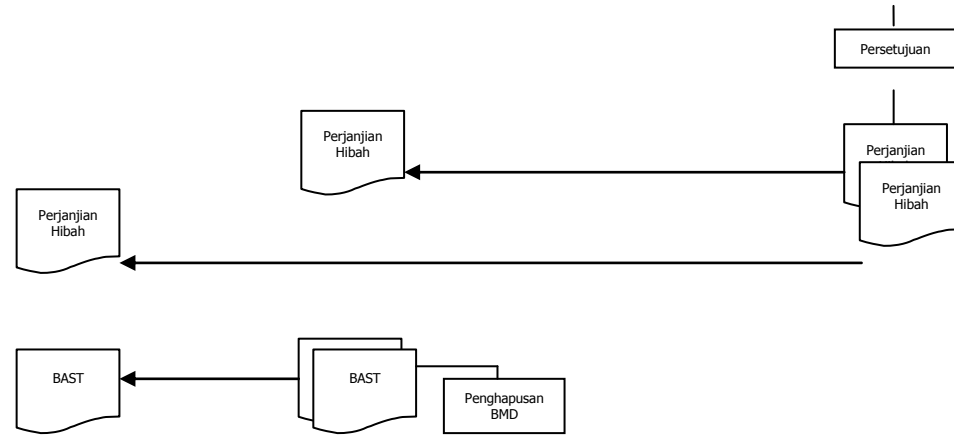 Persetujuan
Perjanjian
Hibah
Perjanjian
Perjanjian
Hibah
Perjanjian
Hibah
BAST
BAST
Penghapusan
BMD